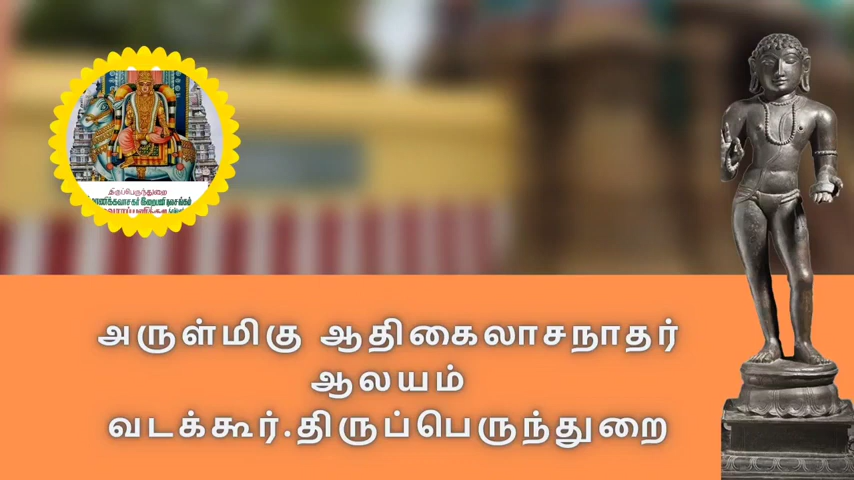 திருப்பெருந்துறை
அருள்மிகு ஆதிகைலாசநாதர்
ஆலயம்
வடக்கூர்.திருப்பெருந்துறை